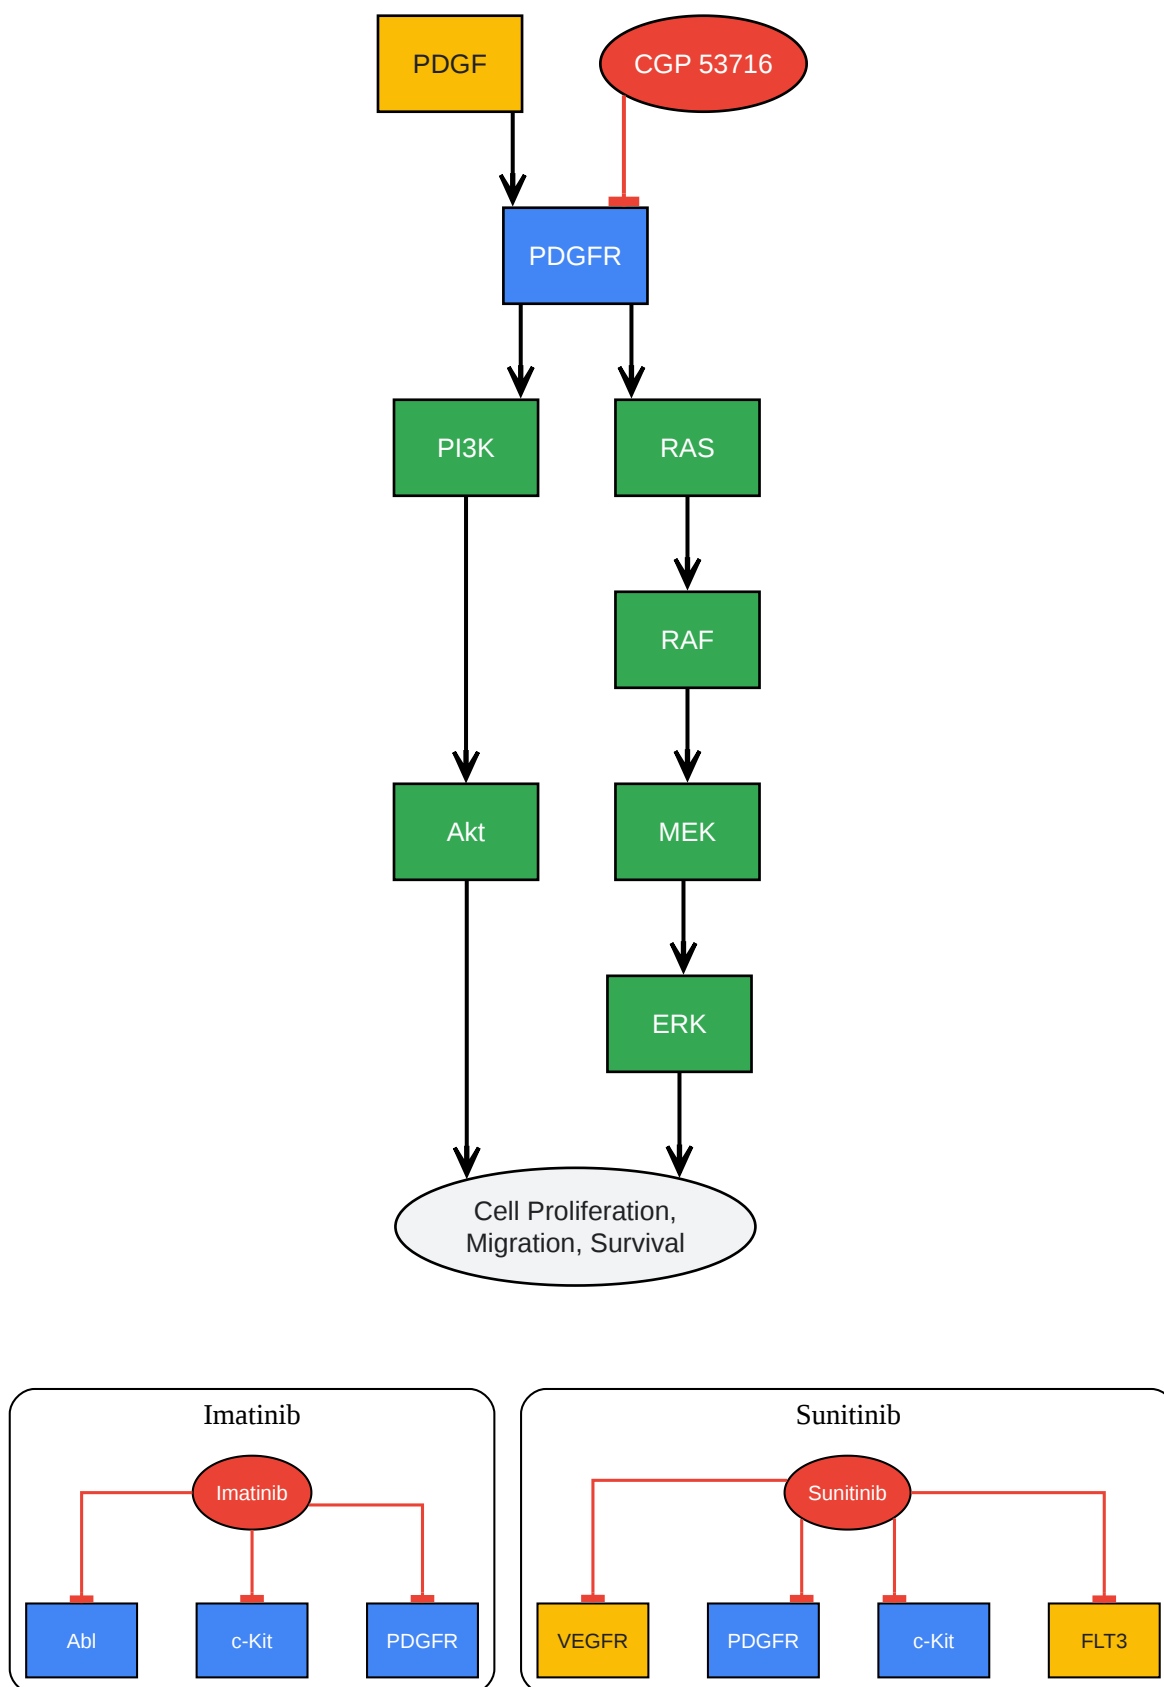 PDGF
CGP 53716
PDGFR
PI3K
RAS
RAF
Akt
MEK
ERK
Cell Proliferation,
Migration, Survival
Imatinib
Imatinib
Abl
c-Kit
PDGFR
Sunitinib
Sunitinib
VEGFR
PDGFR
c-Kit
FLT3